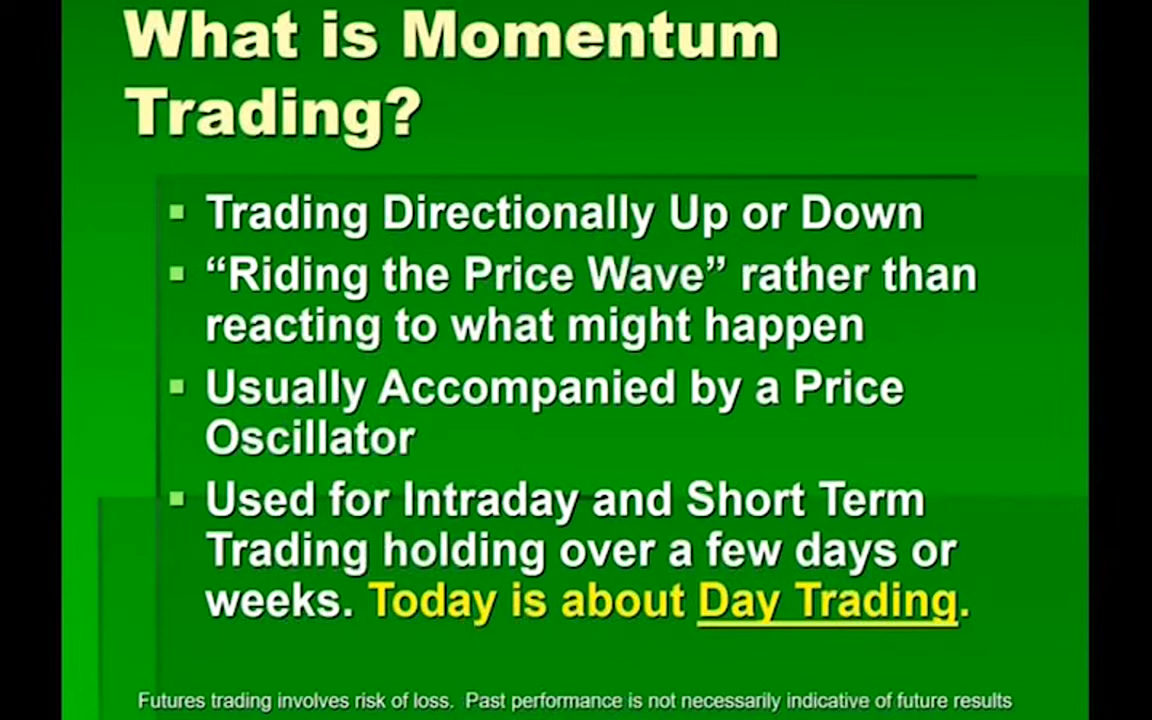 What is Momentum
Trading?
▪ Trading Directionally Up or Down
▪ “Riding the Price Wave” rather than
reacting to what might happen
▪ Usually Accompanied by a Price
Oscillator
▪ Used for Intraday and Short Term
Trading holding over a few days or
weeks. Today is about Day Trading.
Futures trading involves risk of loss. Past performance is not necessarily indicative of future results